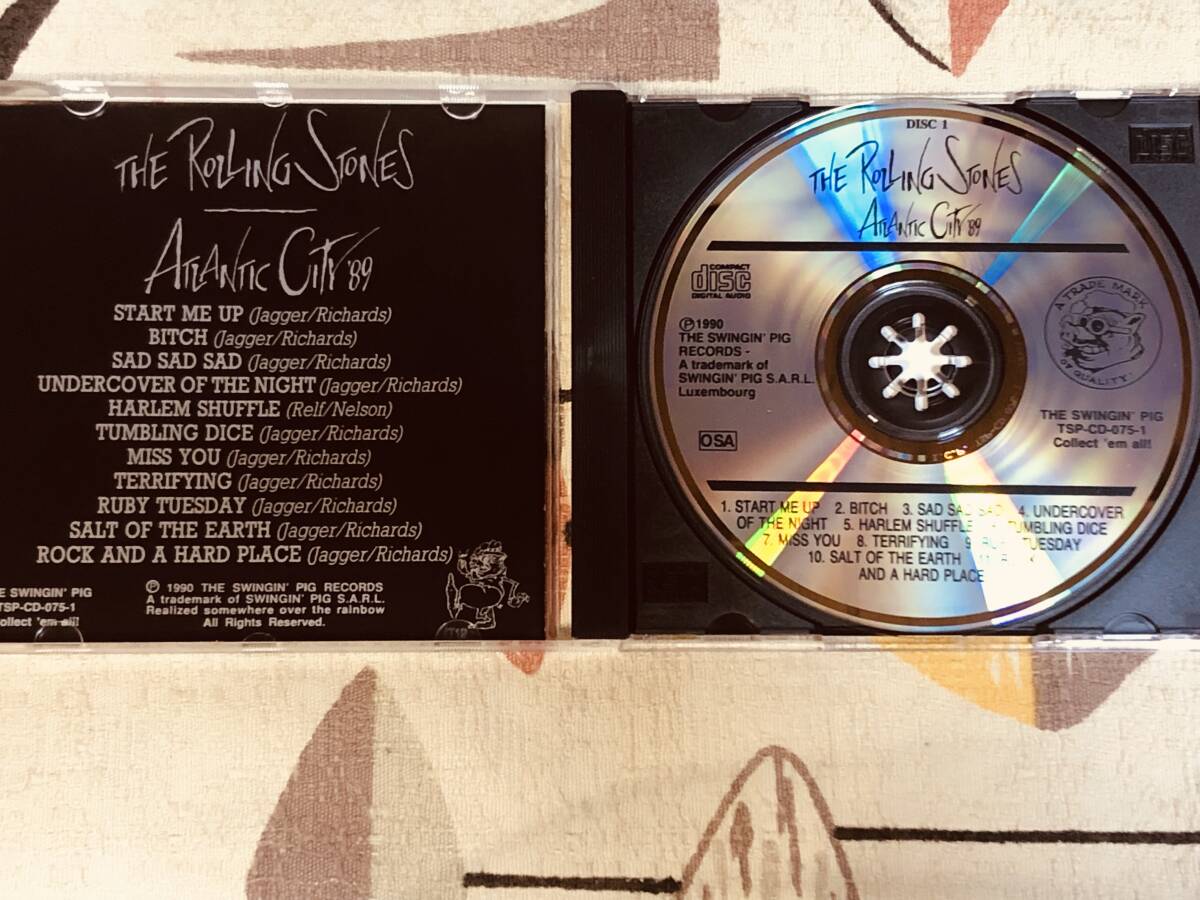 THE ROLLING STONES
ATLANTIC CITY '89
START ME UP (Jagger/Richards)
BITCH (Jagger/Richards)
SAD SAD SAD (Jagger/Richards)
UNDERCOVER OF THE NIGHT (Jagger/Richards)
HARLEM SHUFFLE (Relf/Nelson)
TUMBLING DICE (Jagger/Richards)
MISS YOU (Jagger/Richards)
TERRIFYING (Jagger/Richards)
RUBY TUESDAY (Jagger/Richards)
SALT OF THE EARTH (Jagger/Richards)
ROCK AND A HARD PLACE (Jagger/Richards)
E SWINGIN' PIG
TSP-CD-075-1
ollect 'em all!
℗ 1990 THE SWINGIN' PIG RECORDS
A trademark of SWINGIN' PIG S.A.R.L.
Realized somewhere over the rainbow
All Rights Reserved.
DISC 1
THE ROLLING STONES
ATLANTIC CITY '89
COMPACT
disc
DIGITAL AUDIO
℗1990
THE SWINGIN' PIG
RECORDS -
A trademark of
SWINGIN' PIG S.A.R.L.
Luxembourg
OSA
A TRADE MARK
OF QUALITY!
THE SWINGIN' PIG
TSP-CD-075-1
Collect 'em all!
1. START ME UP 2. BITCH 3. SAD SAD SAD 4. UNDERCOVER
OF THE NIGHT 5. HARLEM SHUFFLE TUMBLING DICE
7. MISS YOU 8. TERRIFYING 9. TUESDAY
10. SALT OF THE EARTH
AND A HARD PLACE
DISC